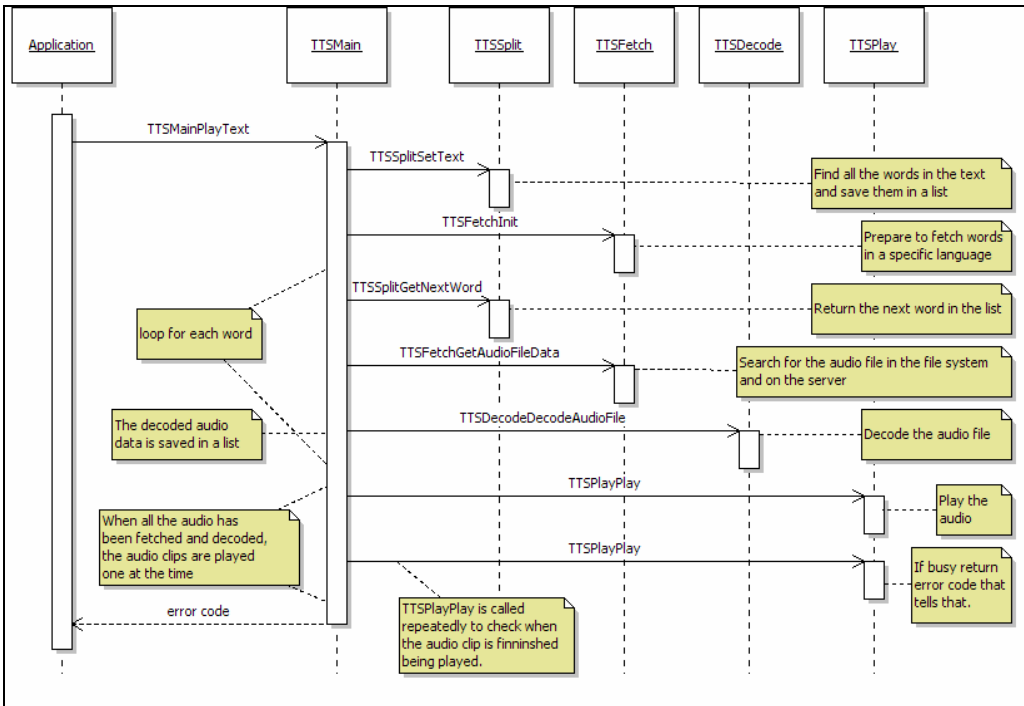 Application
TTSMain
TTSSplit
TTSFetch
TTSDecode
TTSPlay
TTSMainPlayText
TTSSplitSetText
Find all the words in the text
and save them in a list
TTSFetchInit
Prepare to fetch words
in a specific language
TTSSplitGetNextWord
Return the next word in the list
loop for each word
TTSFetchGetAudioFileData
Search for the audio file in the file system
and on the server
The decoded audio
data is saved in a list
TTSDecodeDecodeAudioFile
Decode the audio file
TTSPlayPlay
Play the
audio
When all the audio has
been fetched and decoded,
the audio clips are played
one at the time
TTSPlayPlay
If busy return
error code that
tells that.
error code
TTSPlayPlay is called
repeatedly to check when
the audio clip is finninshed
being played.